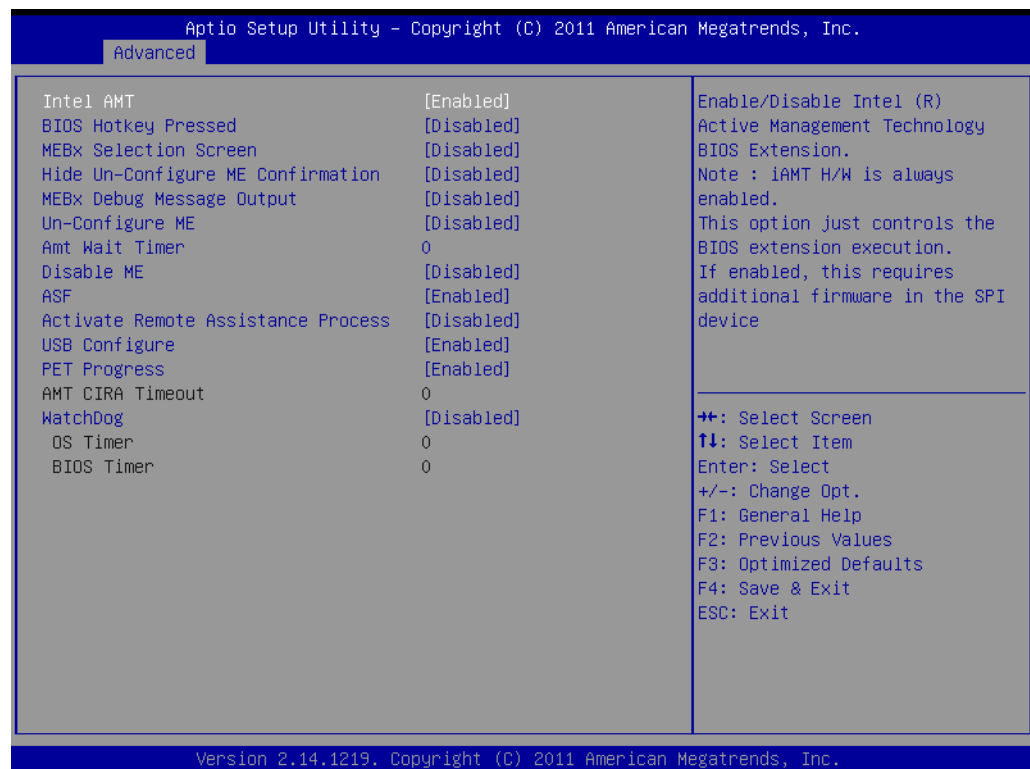 Aptio Setup Utility – Copyright (C) 2011 American Megatrends, Inc.
Advanced
Intel AMT [Enabled]
BIOS Hotkey Pressed [Disabled]
MEBx Selection Screen [Disabled]
Hide Un-Configure ME Confirmation [Disabled]
MEBx Debug Message Output [Disabled]
Un-Configure ME [Disabled]
Amt Wait Timer 0
Disable ME [Disabled]
ASF [Enabled]
Activate Remote Assistance Process [Disabled]
USB Configure [Enabled]
PET Progress [Enabled]
AMT CIRA Timeout 0
WatchDog [Disabled]
OS Timer 0
BIOS Timer 0
Enable/Disable Intel (R)
Active Management Technology
BIOS Extension.
Note : iAMT H/W is always
enabled.
This option just controls the
BIOS extension execution.
If enabled, this requires
additional firmware in the SPI
device
→←: Select Screen
↑↓: Select Item
Enter: Select
+/-: Change Opt.
F1: General Help
F2: Previous Values
F3: Optimized Defaults
F4: Save & Exit
ESC: Exit
Version 2.14.1219. Copyright (C) 2011 American Megatrends, Inc.